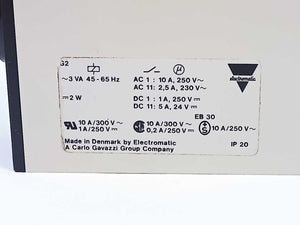 G2
electromatic
~3 VA 45-65 Hz
AC 1 : 10 A, 250 V~
AC 11: 2,5 A, 230 V~
⎓ 2 W
DC 1 : 1 A, 250 V⎓
DC 11: 5 A, 24 V⎓
EB 30
10 A/300 V~
1 A/250 V⎓
10 A/300 V~
0,2 A/250 V⎓
10 A/250 V~
Made in Denmark by Electromatic
A Carlo Gavazzi Group Company
IP 20